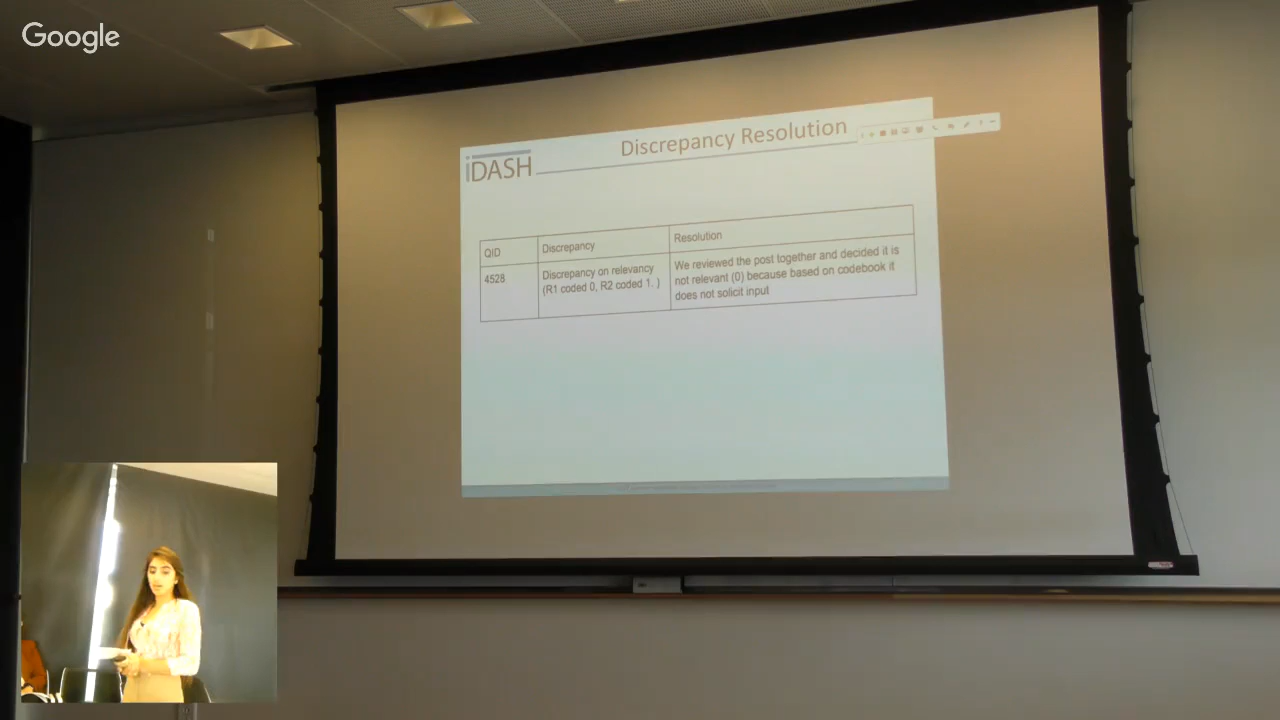 Google
Discrepancy Resolution
iDASH
QID
Discrepancy
Resolution
4528
Discrepancy on relevancy
(R1 coded 0, R2 coded 1. )
We reviewed the post together and decided it is
not relevant (0) because based on codebook it
does not solicit input